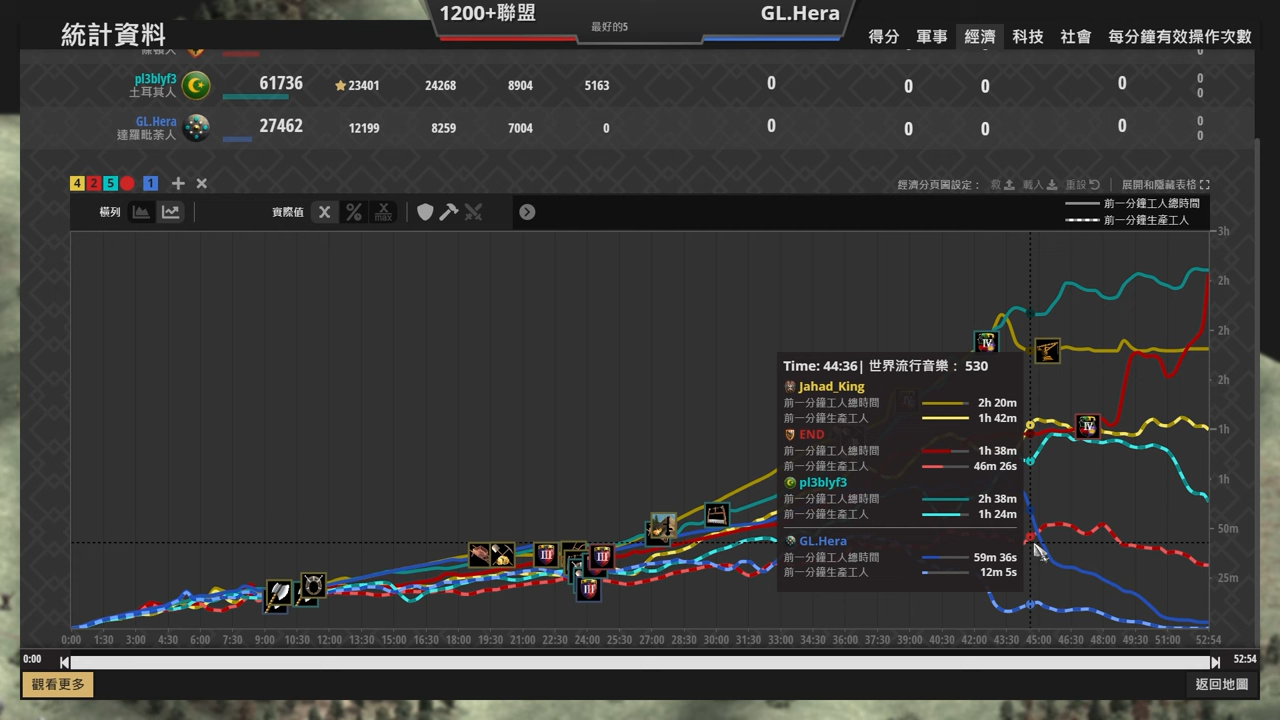 統計資料
1200+聯盟
最好的5
GL.Hera
得分 軍事 經濟 科技 社會 每分鐘有效操作次數
0 0 0 0 0
0
pl3blyf3
土耳其人
61736 23401 24268 8904 5163 0 0 0 0 0
0
GL.Hera
達羅毗荼人
27462 12199 8259 7004 0 0 0 0 0 0
0
4 2 5 1
經濟分頁圖設定： 載入 重設 展開和隱藏表格
橫列
實際值 X % X max
前一分鐘工人總時間
前一分鐘生產工人
3h
2h
2h
2h
1h
1h
50m
25m
IV
III
III
III
IV
Time: 44:36| 世界流行音樂： 530
Jahad_King
前一分鐘工人總時間 2h 20m
前一分鐘生產工人 1h 42m
END
前一分鐘工人總時間 1h 38m
前一分鐘生產工人 46m 26s
pl3blyf3
前一分鐘工人總時間 2h 38m
前一分鐘生產工人 1h 24m
GL.Hera
前一分鐘工人總時間 59m 36s
前一分鐘生產工人 12m 5s
0:00 1:30 3:00 4:30 6:00 7:30 9:00 10:30 12:00 13:30 15:00 16:30 18:00 19:30 21:00 22:30 24:00 25:30 27:00 28:30 30:00 31:30 33:00 34:30 36:00 37:30 39:00 40:30 42:00 43:30 45:00 46:30 48:00 49:30 51:00 52:54
0:00 52:54
觀看更多
返回地圖